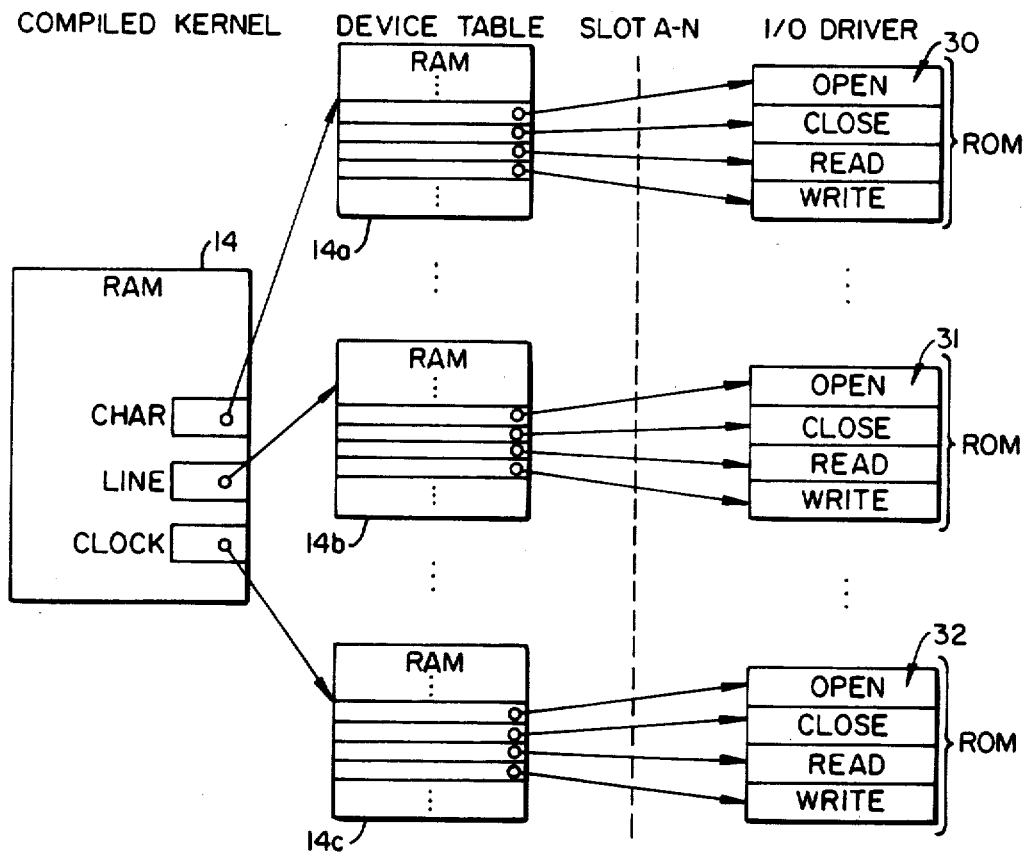 COMPILED KERNEL
DEVICE TABLE
SLOT A-N
I/O DRIVER
RAM
14a
30
OPEN
CLOSE
READ
WRITE
ROM
14
RAM
CHAR
LINE
CLOCK
RAM
14b
31
OPEN
CLOSE
READ
WRITE
ROM
RAM
14c
32
OPEN
CLOSE
READ
WRITE
ROM